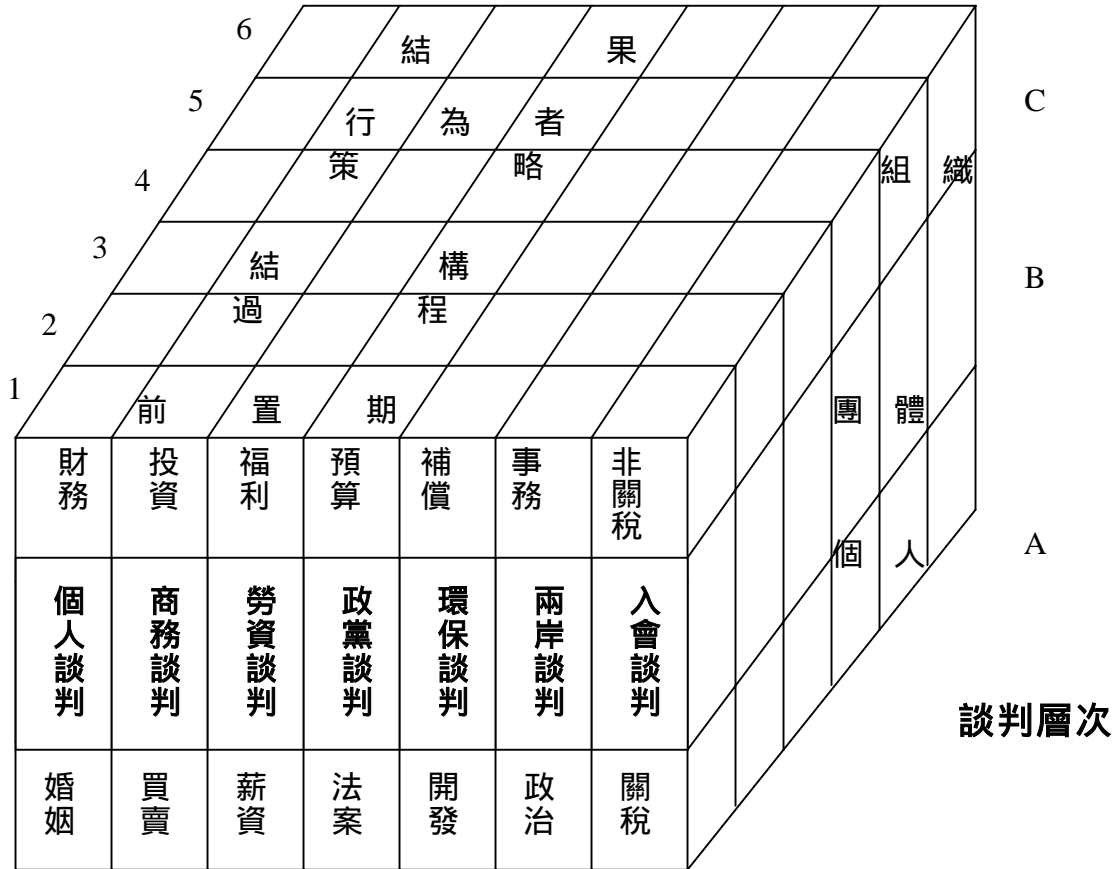 6
結 果
5
C
行 為 者
策 略
4
組 織
3
結 構
過 程
B
2
1
前 置 期
團 體
財務 投資 福利 預算 補償 事務 非關稅
個 人
A
個人談判 商務談判 勞資談判 政黨談判 環保談判 兩岸談判 入會談判
談判層次
婚姻 買賣 薪資 法案 開發 政治 關稅